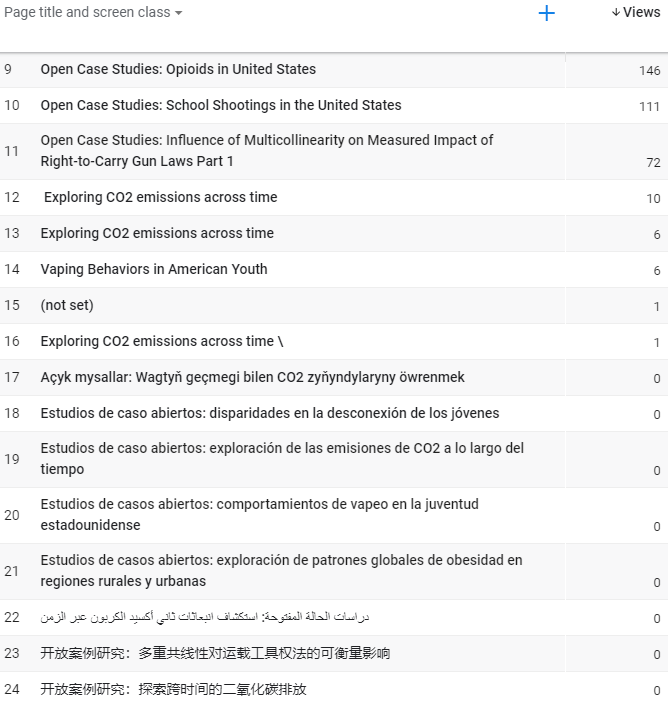 Page title and screen class
Views
9 Open Case Studies: Opioids in United States 146
10 Open Case Studies: School Shootings in the United States 111
11 Open Case Studies: Influence of Multicollinearity on Measured Impact of
Right-to-Carry Gun Laws Part 1 72
12 Exploring CO2 emissions across time 10
13 Exploring CO2 emissions across time 6
14 Vaping Behaviors in American Youth 6
15 (not set) 1
16 Exploring CO2 emissions across time \ 1
17 Açyk mysallar: Wagtyň geçmegi bilen CO2 zyňyndylaryny öwrenmek 0
18 Estudios de caso abiertos: disparidades en la desconexión de los jóvenes 0
19 Estudios de caso abiertos: exploración de las emisiones de CO2 a lo largo del
tiempo 0
20 Estudios de casos abiertos: comportamientos de vapeo en la juventud
estadounidense 0
21 Estudios de casos abiertos: exploración de patrones globales de obesidad en
regiones rurales y urbanas 0
22 دراسات الحالة المفتوحة: استكشاف انبعاثات ثاني أكسيد الكربون عبر الزمن 0
23 开放案例研究：多重共线性对运载工具权法的可衡量影响 0
24 开放案例研究：探索跨时间的二氧化碳排放 0